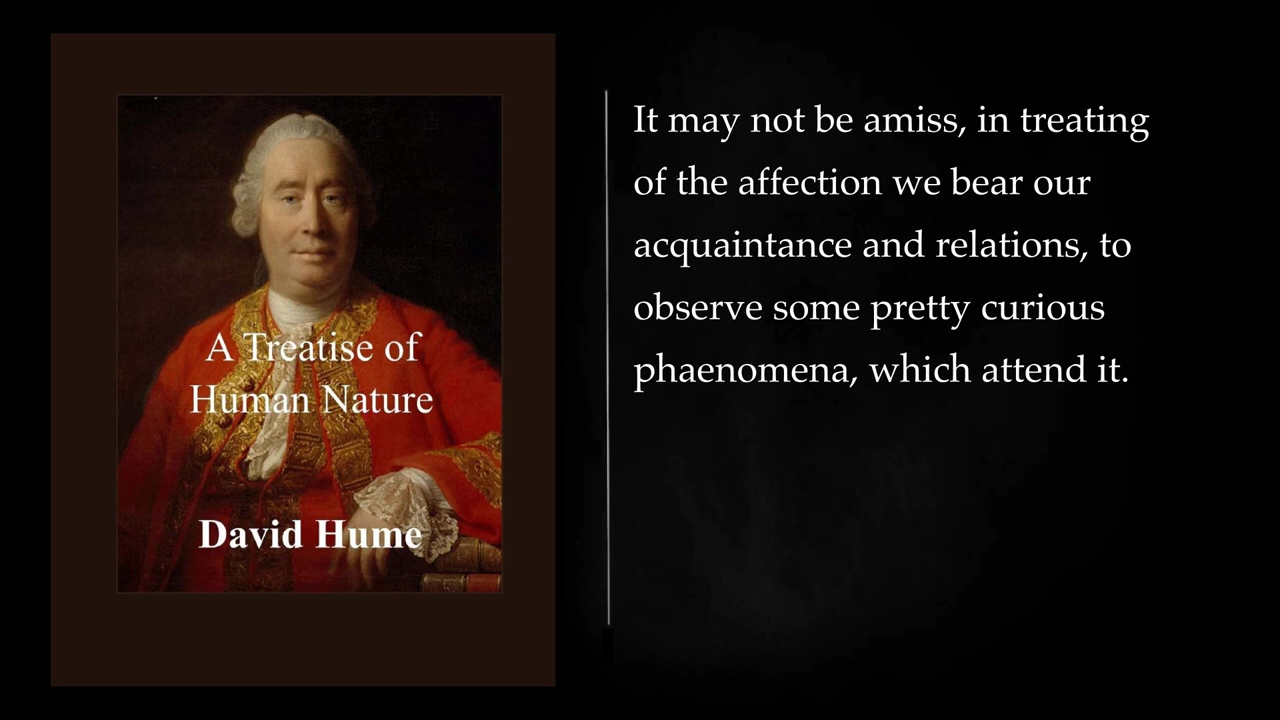 A Treatise of
Human Nature
David Hume
It may not be amiss, in treating
of the affection we bear our
acquaintance and relations, to
observe some pretty curious
phaenomena, which attend it.